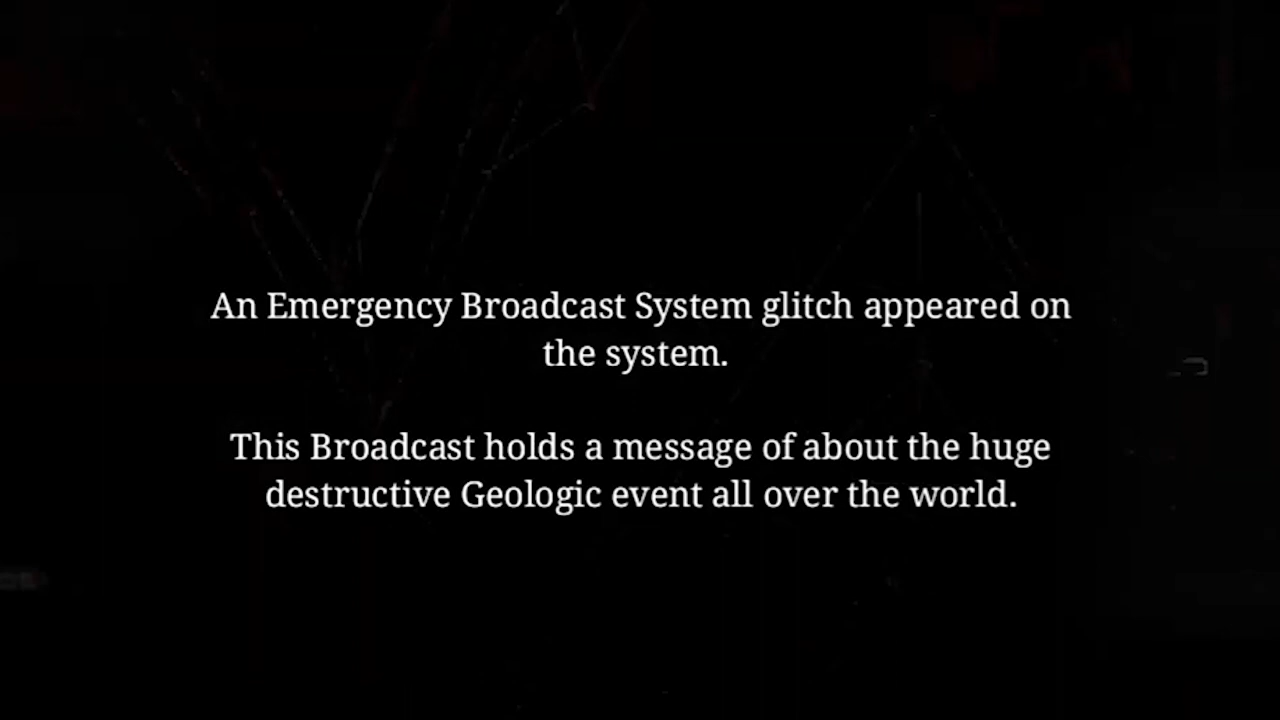 An Emergency Broadcast System glitch appeared on
the system.
This Broadcast holds a message of about the huge
destructive Geologic event all over the world.